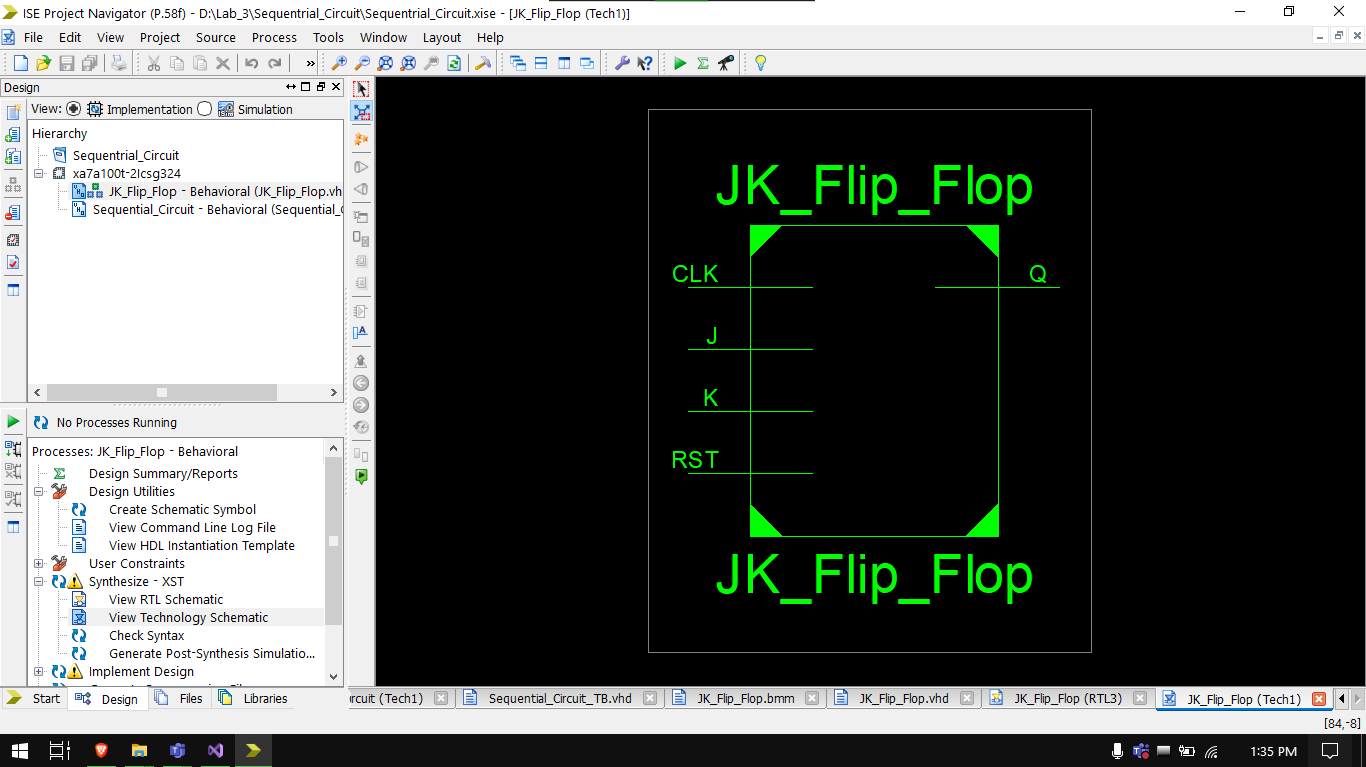 ISE Project Navigator (P.58f) - D:\Lab_3\Sequentrial_Circuit\Sequentrial_Circuit.xise - [JK_Flip_Flop (Tech1)]
File Edit View Project Source Process Tools Window Layout Help
Design
View: Implementation Simulation
Hierarchy
Sequentrial_Circuit
xa7a100t-2Icsg324
JK_Flip_Flop - Behavioral (JK_Flip_Flop.vh
Sequential_Circuit - Behavioral (Sequential_C
No Processes Running
Processes: JK_Flip_Flop - Behavioral
Design Summary/Reports
Design Utilities
Create Schematic Symbol
View Command Line Log File
View HDL Instantiation Template
User Constraints
Synthesize - XST
View RTL Schematic
View Technology Schematic
Check Syntax
Generate Post-Synthesis Simulatio...
Implement Design
Start Design Files Libraries
JK_Flip_Flop
CLK Q
J
K
RST
JK_Flip_Flop
rcuit (Tech1) Sequential_Circuit_TB.vhd JK_Flip_Flop.bmm JK_Flip_Flop.vhd JK_Flip_Flop (RTL3) JK_Flip_Flop (Tech1)
[84,-8]
1:35 PM